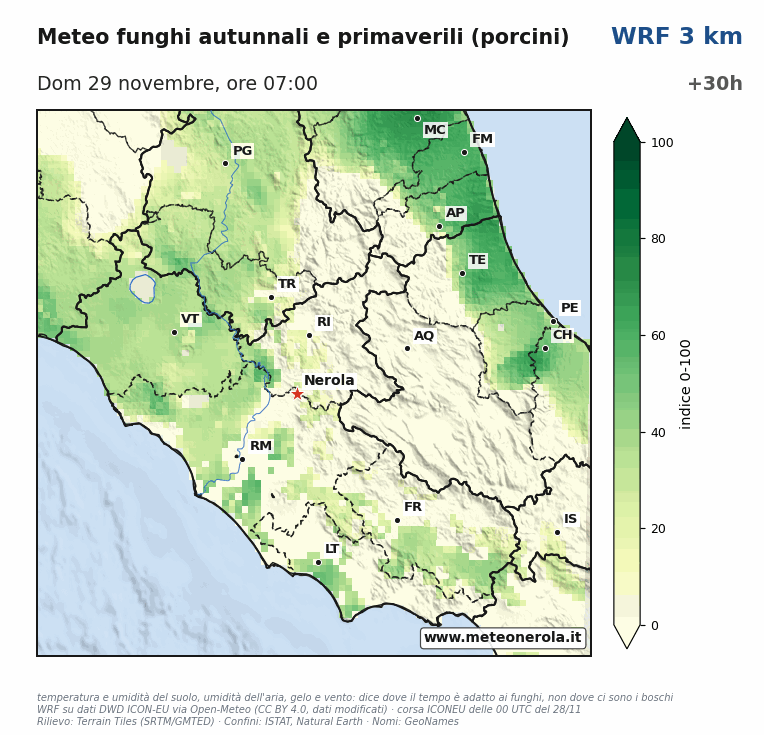 Meteo funghi autunnali e primaverili (porcini)
WRF 3 km
Dom 29 novembre, ore 07:00
+30h
MC
FM
PG
AP
TE
TR
PE
VT
RI
AQ
CH
Nerola
RM
FR
IS
LT
www.meteonerola.it
100
80
60
40
20
0
indice 0-100
temperatura e umidità del suolo, umidità dell'aria, gelo e vento: dice dove il tempo è adatto ai funghi, non dove ci sono i boschi
WRF su dati DWD ICON-EU via Open-Meteo (CC BY 4.0, dati modificati) · corsa ICONEU delle 00 UTC del 28/11
Rilievo: Terrain Tiles (SRTM/GMTED) · Confini: ISTAT, Natural Earth · Nomi: GeoNames